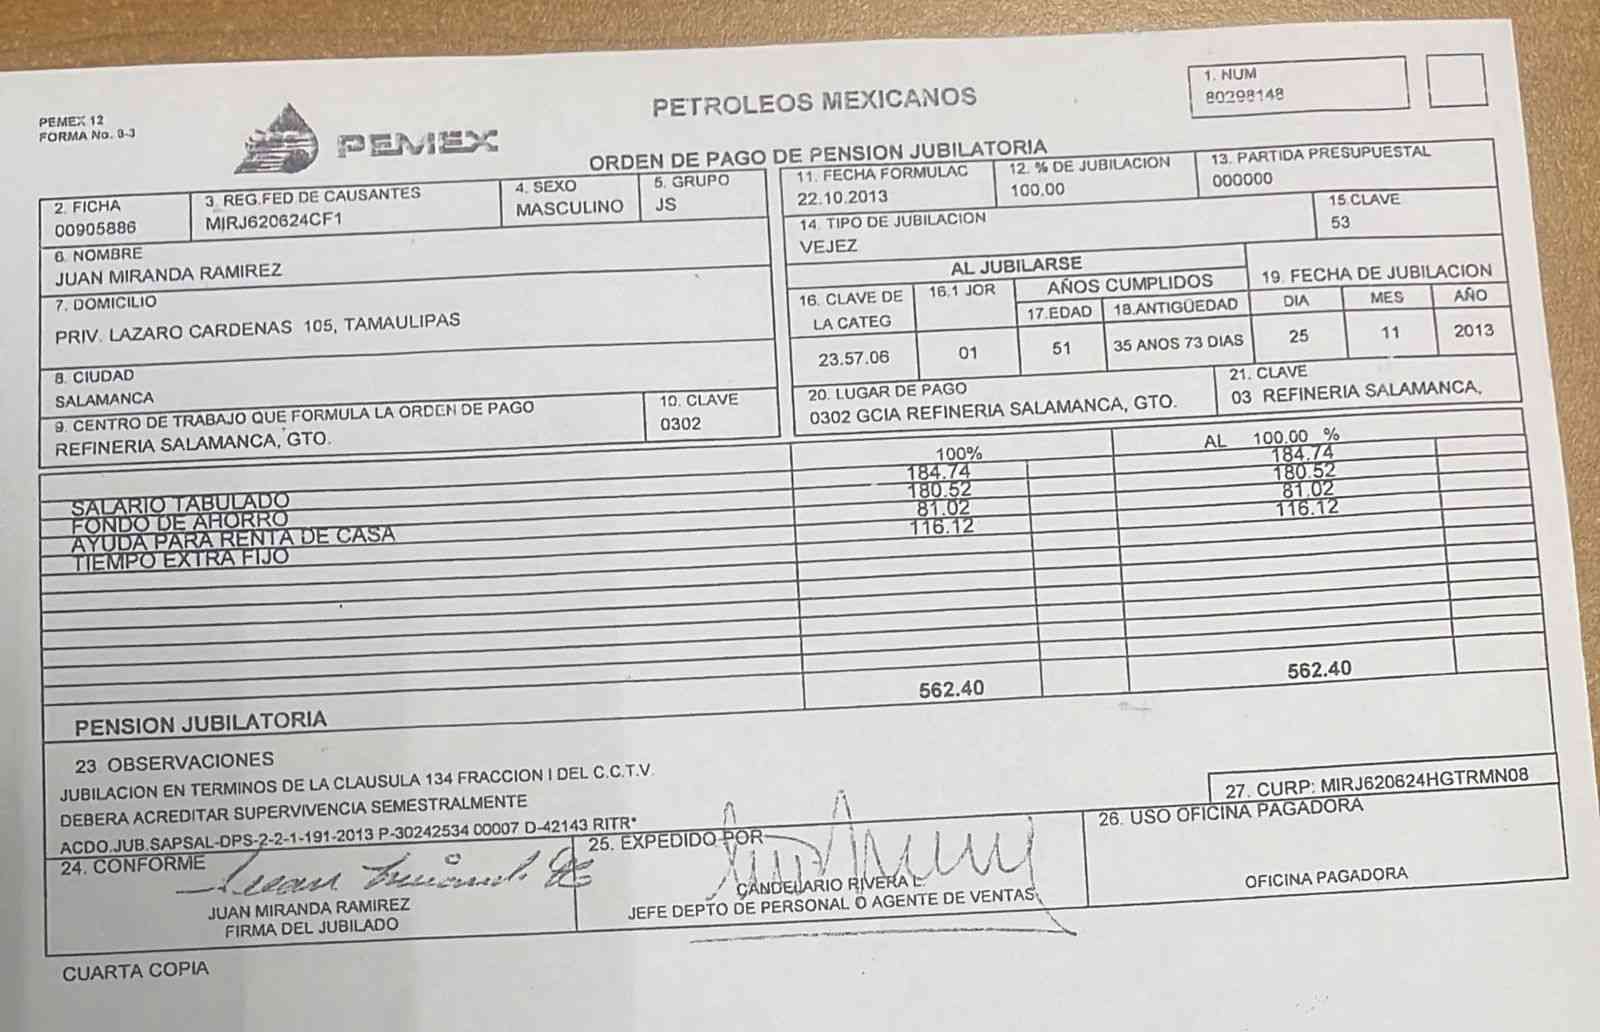 PEMEX 12
FORMA No. 8-3
PEMEX
PETROLEOS MEXICANOS
1. NUM
80298148
ORDEN DE PAGO DE PENSION JUBILATORIA
2. FICHA
00905886
3. REG.FED DE CAUSANTES
MIRJ620624CF1
4. SEXO
MASCULINO
5. GRUPO
JS
11. FECHA FORMULAC
22.10.2013
12. % DE JUBILACION
100.00
13. PARTIDA PRESUPUESTAL
000000
6. NOMBRE
JUAN MIRANDA RAMIREZ
14. TIPO DE JUBILACION
VEJEZ
15.CLAVE
53
7. DOMICILIO
PRIV. LAZARO CARDENAS 105, TAMAULIPAS
AL JUBILARSE
16. CLAVE DE
LA CATEG
23.57.06
16.1 JOR
01
AÑOS CUMPLIDOS
17.EDAD
51
18.ANTIGÜEDAD
35 ANOS 73 DIAS
19. FECHA DE JUBILACION
DIA MES AÑO
25 11 2013
8. CIUDAD
SALAMANCA
9. CENTRO DE TRABAJO QUE FORMULA LA ORDEN DE PAGO
REFINERIA SALAMANCA, GTO.
10. CLAVE
0302
20. LUGAR DE PAGO
0302 GCIA REFINERIA SALAMANCA, GTO.
21. CLAVE
03 REFINERIA SALAMANCA,
100% AL 100.00 %
SALARIO TABULADO 184.74 184.74
FONDO DE AHORRO 180.52 180.52
AYUDA PARA RENTA DE CASA 81.02 81.02
TIEMPO EXTRA FIJO 116.12 116.12
PENSION JUBILATORIA 562.40 562.40
23 OBSERVACIONES
JUBILACION EN TERMINOS DE LA CLAUSULA 134 FRACCION I DEL C.C.T.V.
DEBERA ACREDITAR SUPERVIVENCIA SEMESTRALMENTE
ACDO.JUB.SAPSAL-DPS-2-2-1-191-2013 P-30242534 00007 D-42143 RITR*
27. CURP: MIRJ620624HGTRMN08
24. CONFORME
JUAN MIRANDA RAMIREZ
FIRMA DEL JUBILADO
25. EXPEDIDO POR
CANDELARIO RIVERA L.
JEFE DEPTO DE PERSONAL O AGENTE DE VENTAS
26. USO OFICINA PAGADORA
OFICINA PAGADORA
CUARTA COPIA